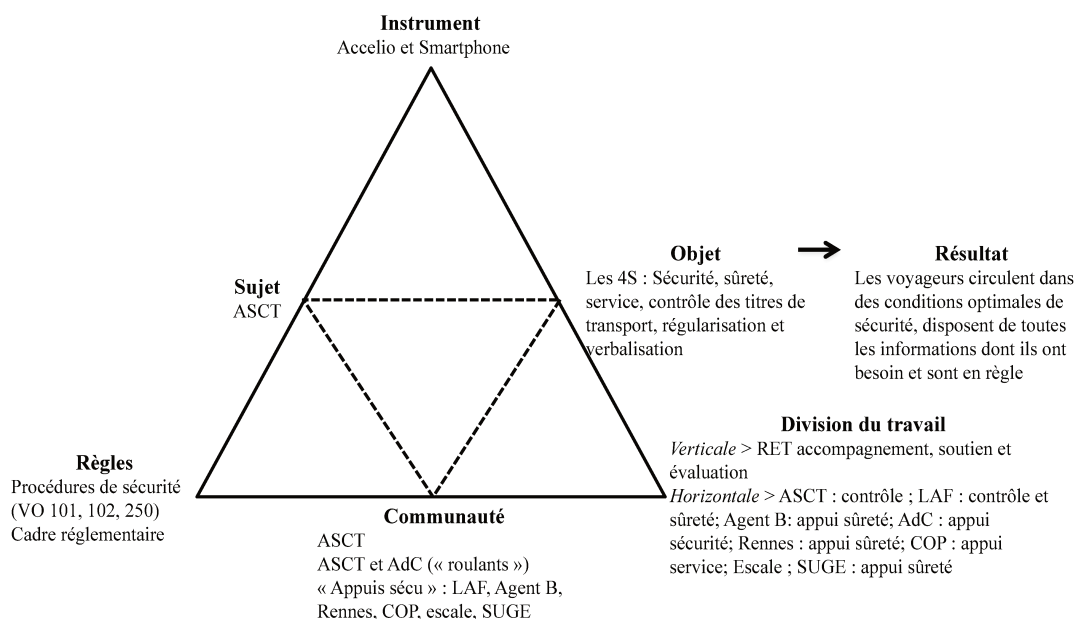 Instrument
Accelio et Smartphone
Sujet
ASCT
Objet
Les 4S : Sécurité, sûreté,
service, contrôle des titres de
transport, régularisation et
verbalisation
Résultat
Les voyageurs circulent dans
des conditions optimales de
sécurité, disposent de toutes
les informations dont ils ont
besoin et sont en règle
Règles
Procédures de sécurité
(VO 101, 102, 250)
Cadre réglementaire
Communauté
ASCT
ASCT et AdC (« roulants »)
« Appuis sécu » : LAF, Agent B,
Rennes, COP, escale, SUGE
Division du travail
Verticale > RET accompagnement, soutien et
évaluation
Horizontale > ASCT : contrôle ; LAF : contrôle et
sûreté; Agent B: appui sûreté; AdC : appui
sécurité; Rennes : appui sûreté; COP : appui
service; Escale ; SUGE : appui sûreté